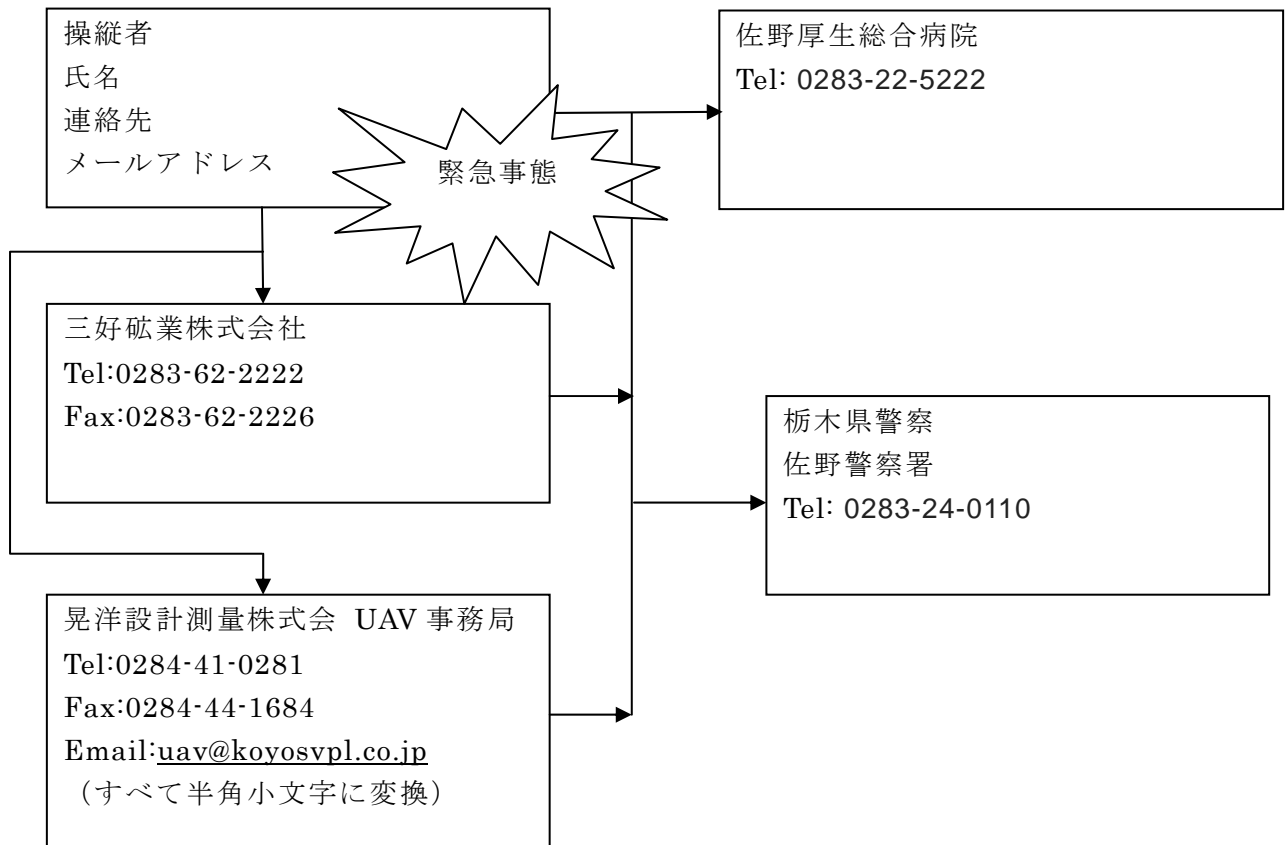 操縦者
氏名
連絡先
メールアドレス
緊急事態
佐野厚生総合病院
Tel: 0283-22-5222
三好砿業株式会社
Tel:0283-62-2222
Fax:0283-62-2226
栃木県警察
佐野警察署
Tel: 0283-24-0110
晃洋設計測量株式会 UAV 事務局
Tel:0284-41-0281
Fax:0284-44-1684
Email:uav@koyosvpl.co.jp
（すべて半角小文字に変換）